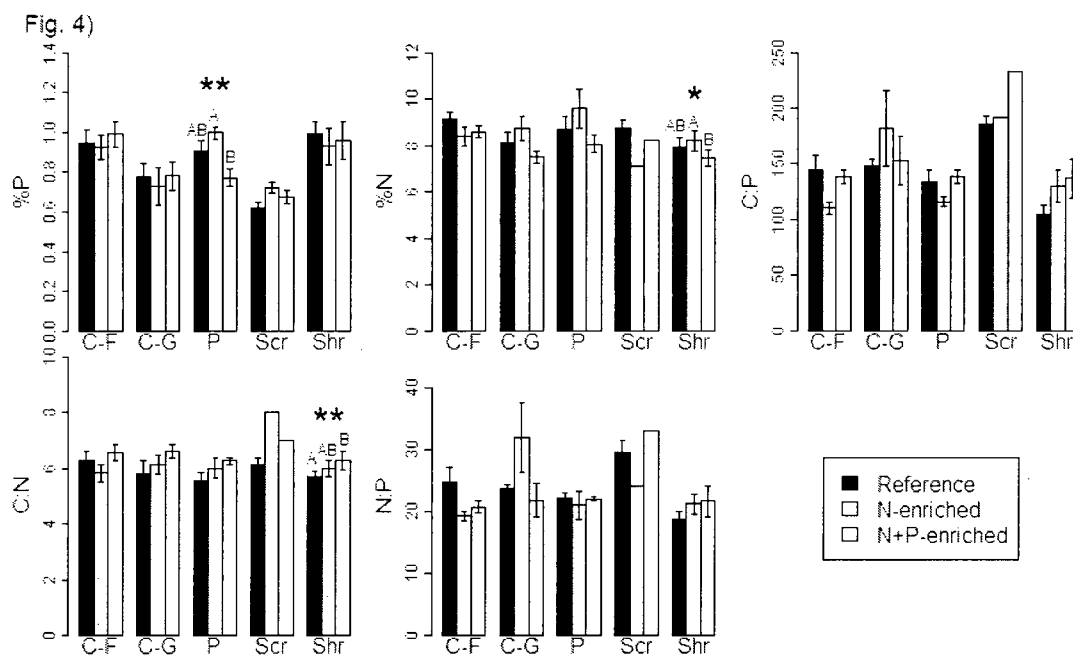 Fig. 4)
%P
1.4
1.2
1.0
0.8
0.6
0.4
0.2
0.0
**
AB A B
C-F C-G P Scr Shr
%N
12
10
8
6
4
2
0
*
AB A B
C-F C-G P Scr Shr
C:P
250
200
150
100
50
0
C-F C-G P Scr Shr
C:N
10
8
6
4
2
0
**
A AB B
C-F C-G P Scr Shr
N:P
40
30
20
10
0
C-F C-G P Scr Shr
Reference
N-enriched
N+P-enriched